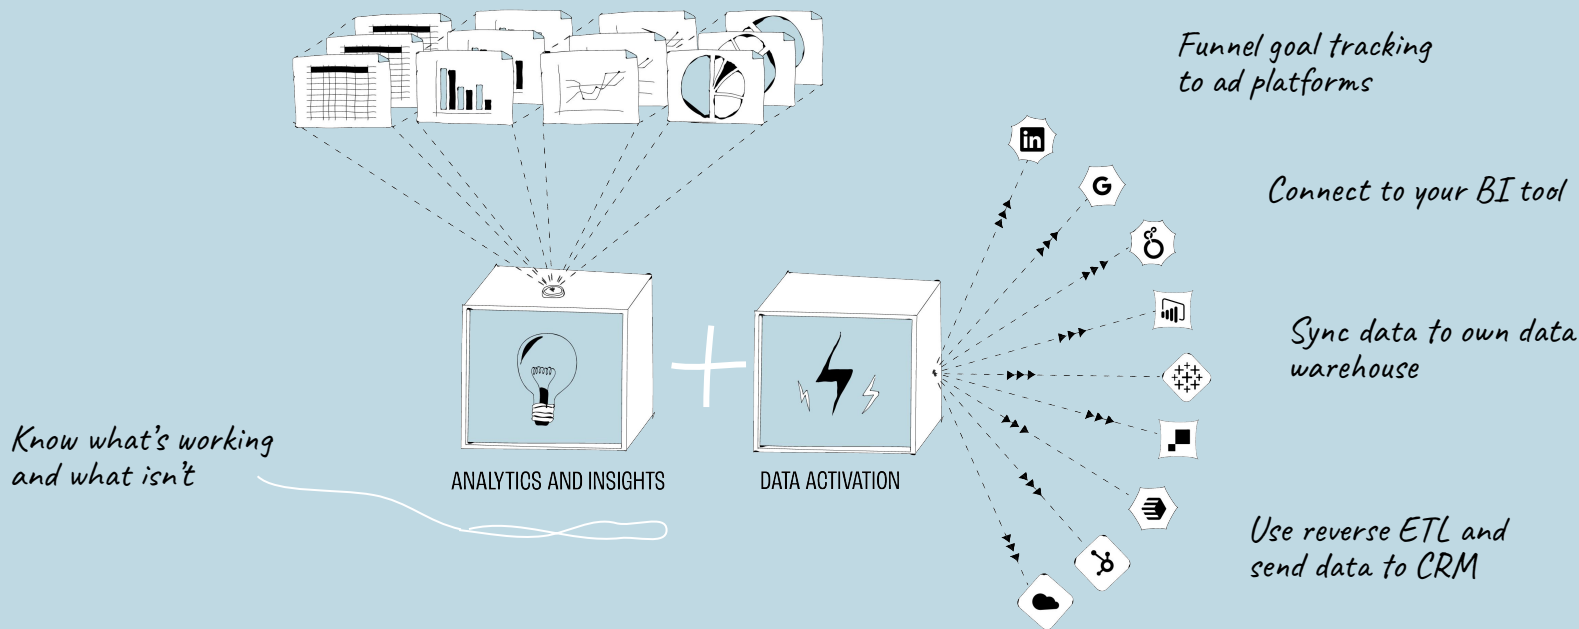 Funnel goal tracking
to ad platforms
in
G
Connect to your BI tool
Sync data to own data
warehouse
Know what's working
and what isn't
ANALYTICS AND INSIGHTS
DATA ACTIVATION
Use reverse ETL and
send data to CRM